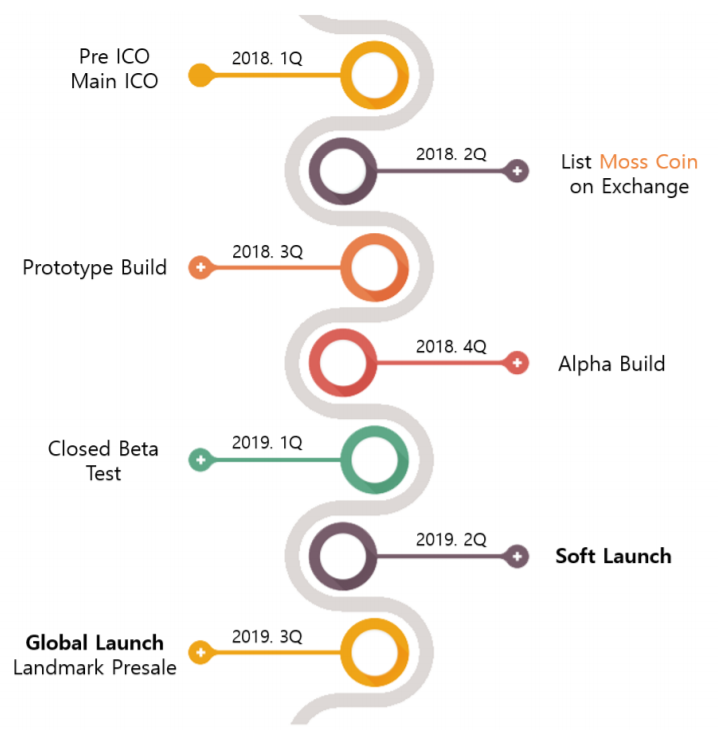 Pre ICO
Main ICO
2018. 1Q
2018. 2Q
List Moss Coin
on Exchange
Prototype Build
2018. 3Q
2018. 4Q
Alpha Build
Closed Beta
Test
2019. 1Q
2019. 2Q
Soft Launch
Global Launch
Landmark Presale
2019. 3Q